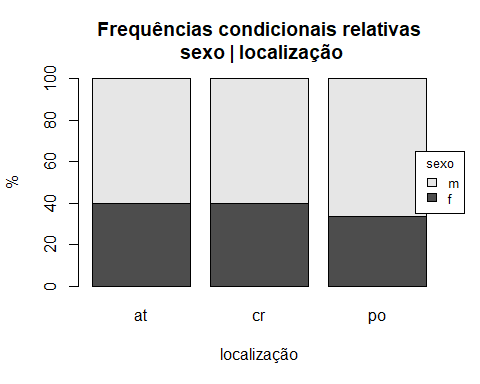 Frequências condicionais relativas
sexo | localização
%
100
80
60
40
20
0
sexo
m
f
at cr po
localização